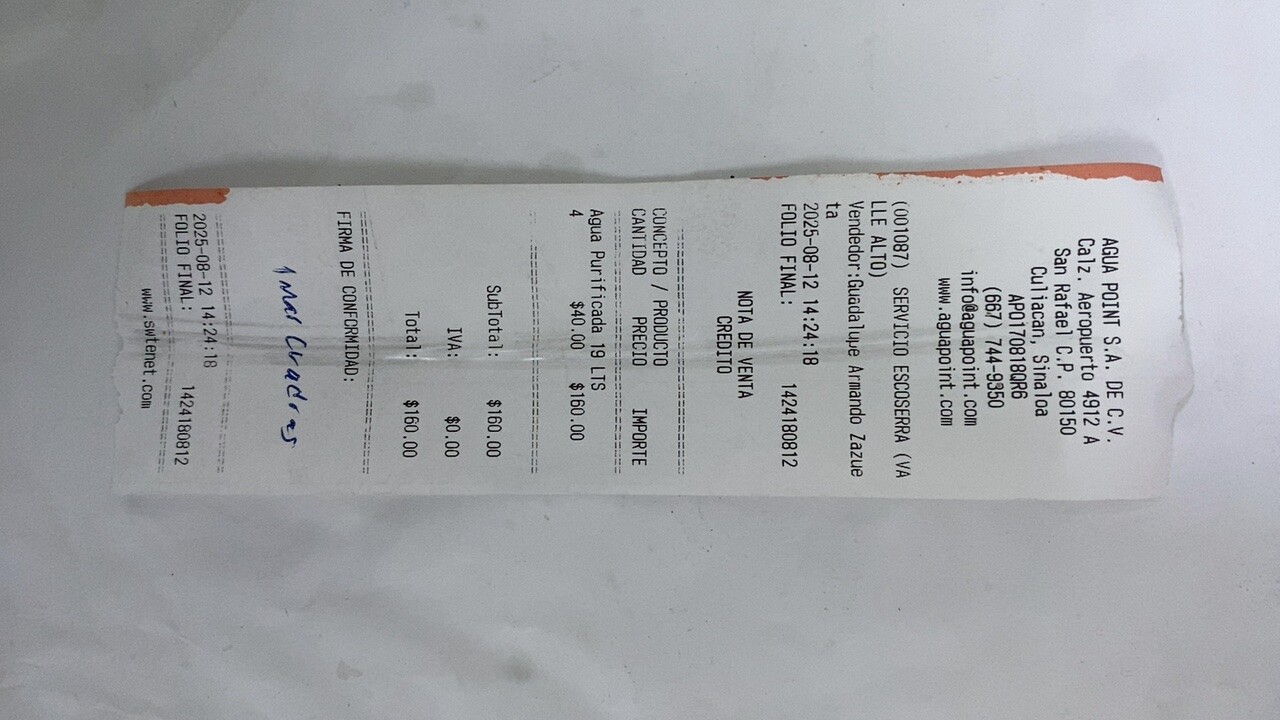 AGUA POINT S.A. DE C.V.
Calz. Aeropuerto 4912 A
San Rafael C.P. 80150
Culiacan, Sinaloa
APO170818QR6
(667) 744-9350
info@aguapoint.com
www.aguapoint.com
(001087) SERVICIO ESCOSERRA (VA
LLE ALTO)
Vendedor:Guadalupe Armando Zazue
ta
2025-08-12 14:24:18
FOLIO FINAL: 1424180812
NOTA DE VENTA
CREDITO
CONCEPTO / PRODUCTO
CANTIDAD PRECIO IMPORTE
Agua Purificada 19 LTS
4 $40.00 $160.00
SubTotal: $160.00
IVA: $0.00
Total: $160.00
FIRMA DE CONFORMIDAD:
2025-08-12 14:24:18
FOLIO FINAL: 1424180812
www.swtenet.com